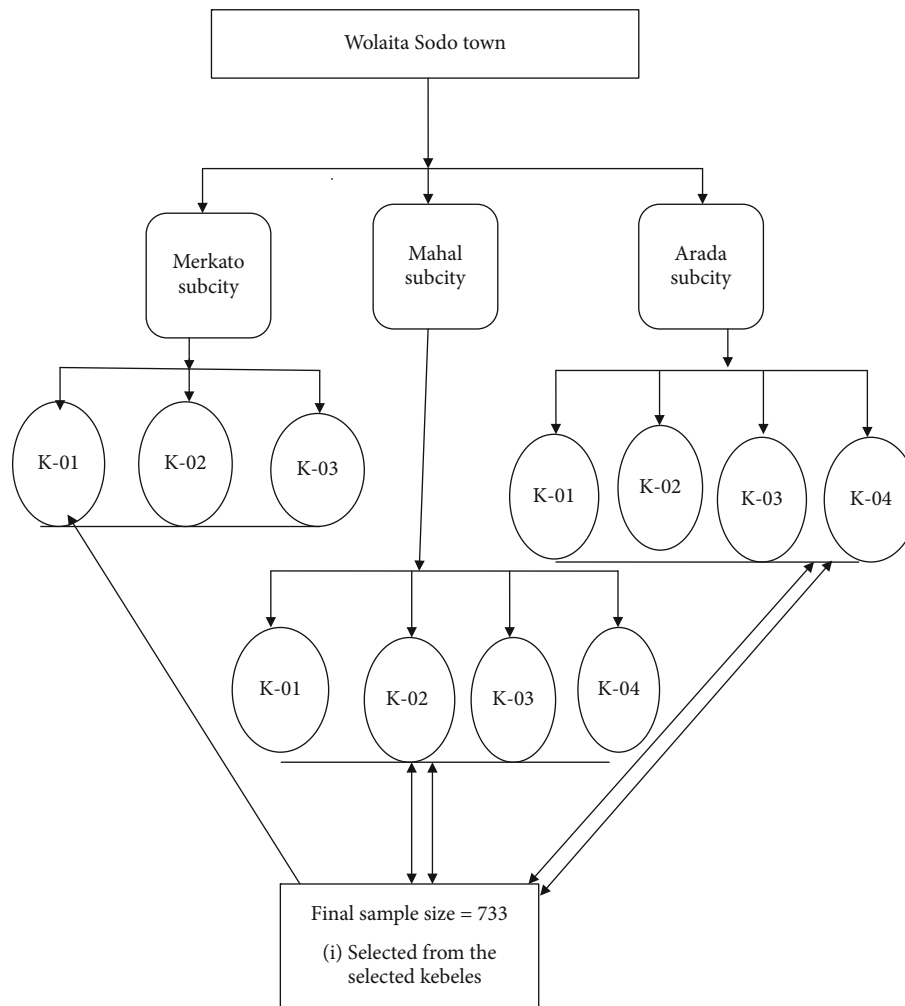 Wolaita Sodo town
Merkato
subcity
Mahal
subcity
Arada
subcity
K-01
K-02
K-03
K-01
K-02
K-03
K-04
K-01
K-02
K-03
K-04
Final sample size = 733
(i) Selected from the
selected kebeles